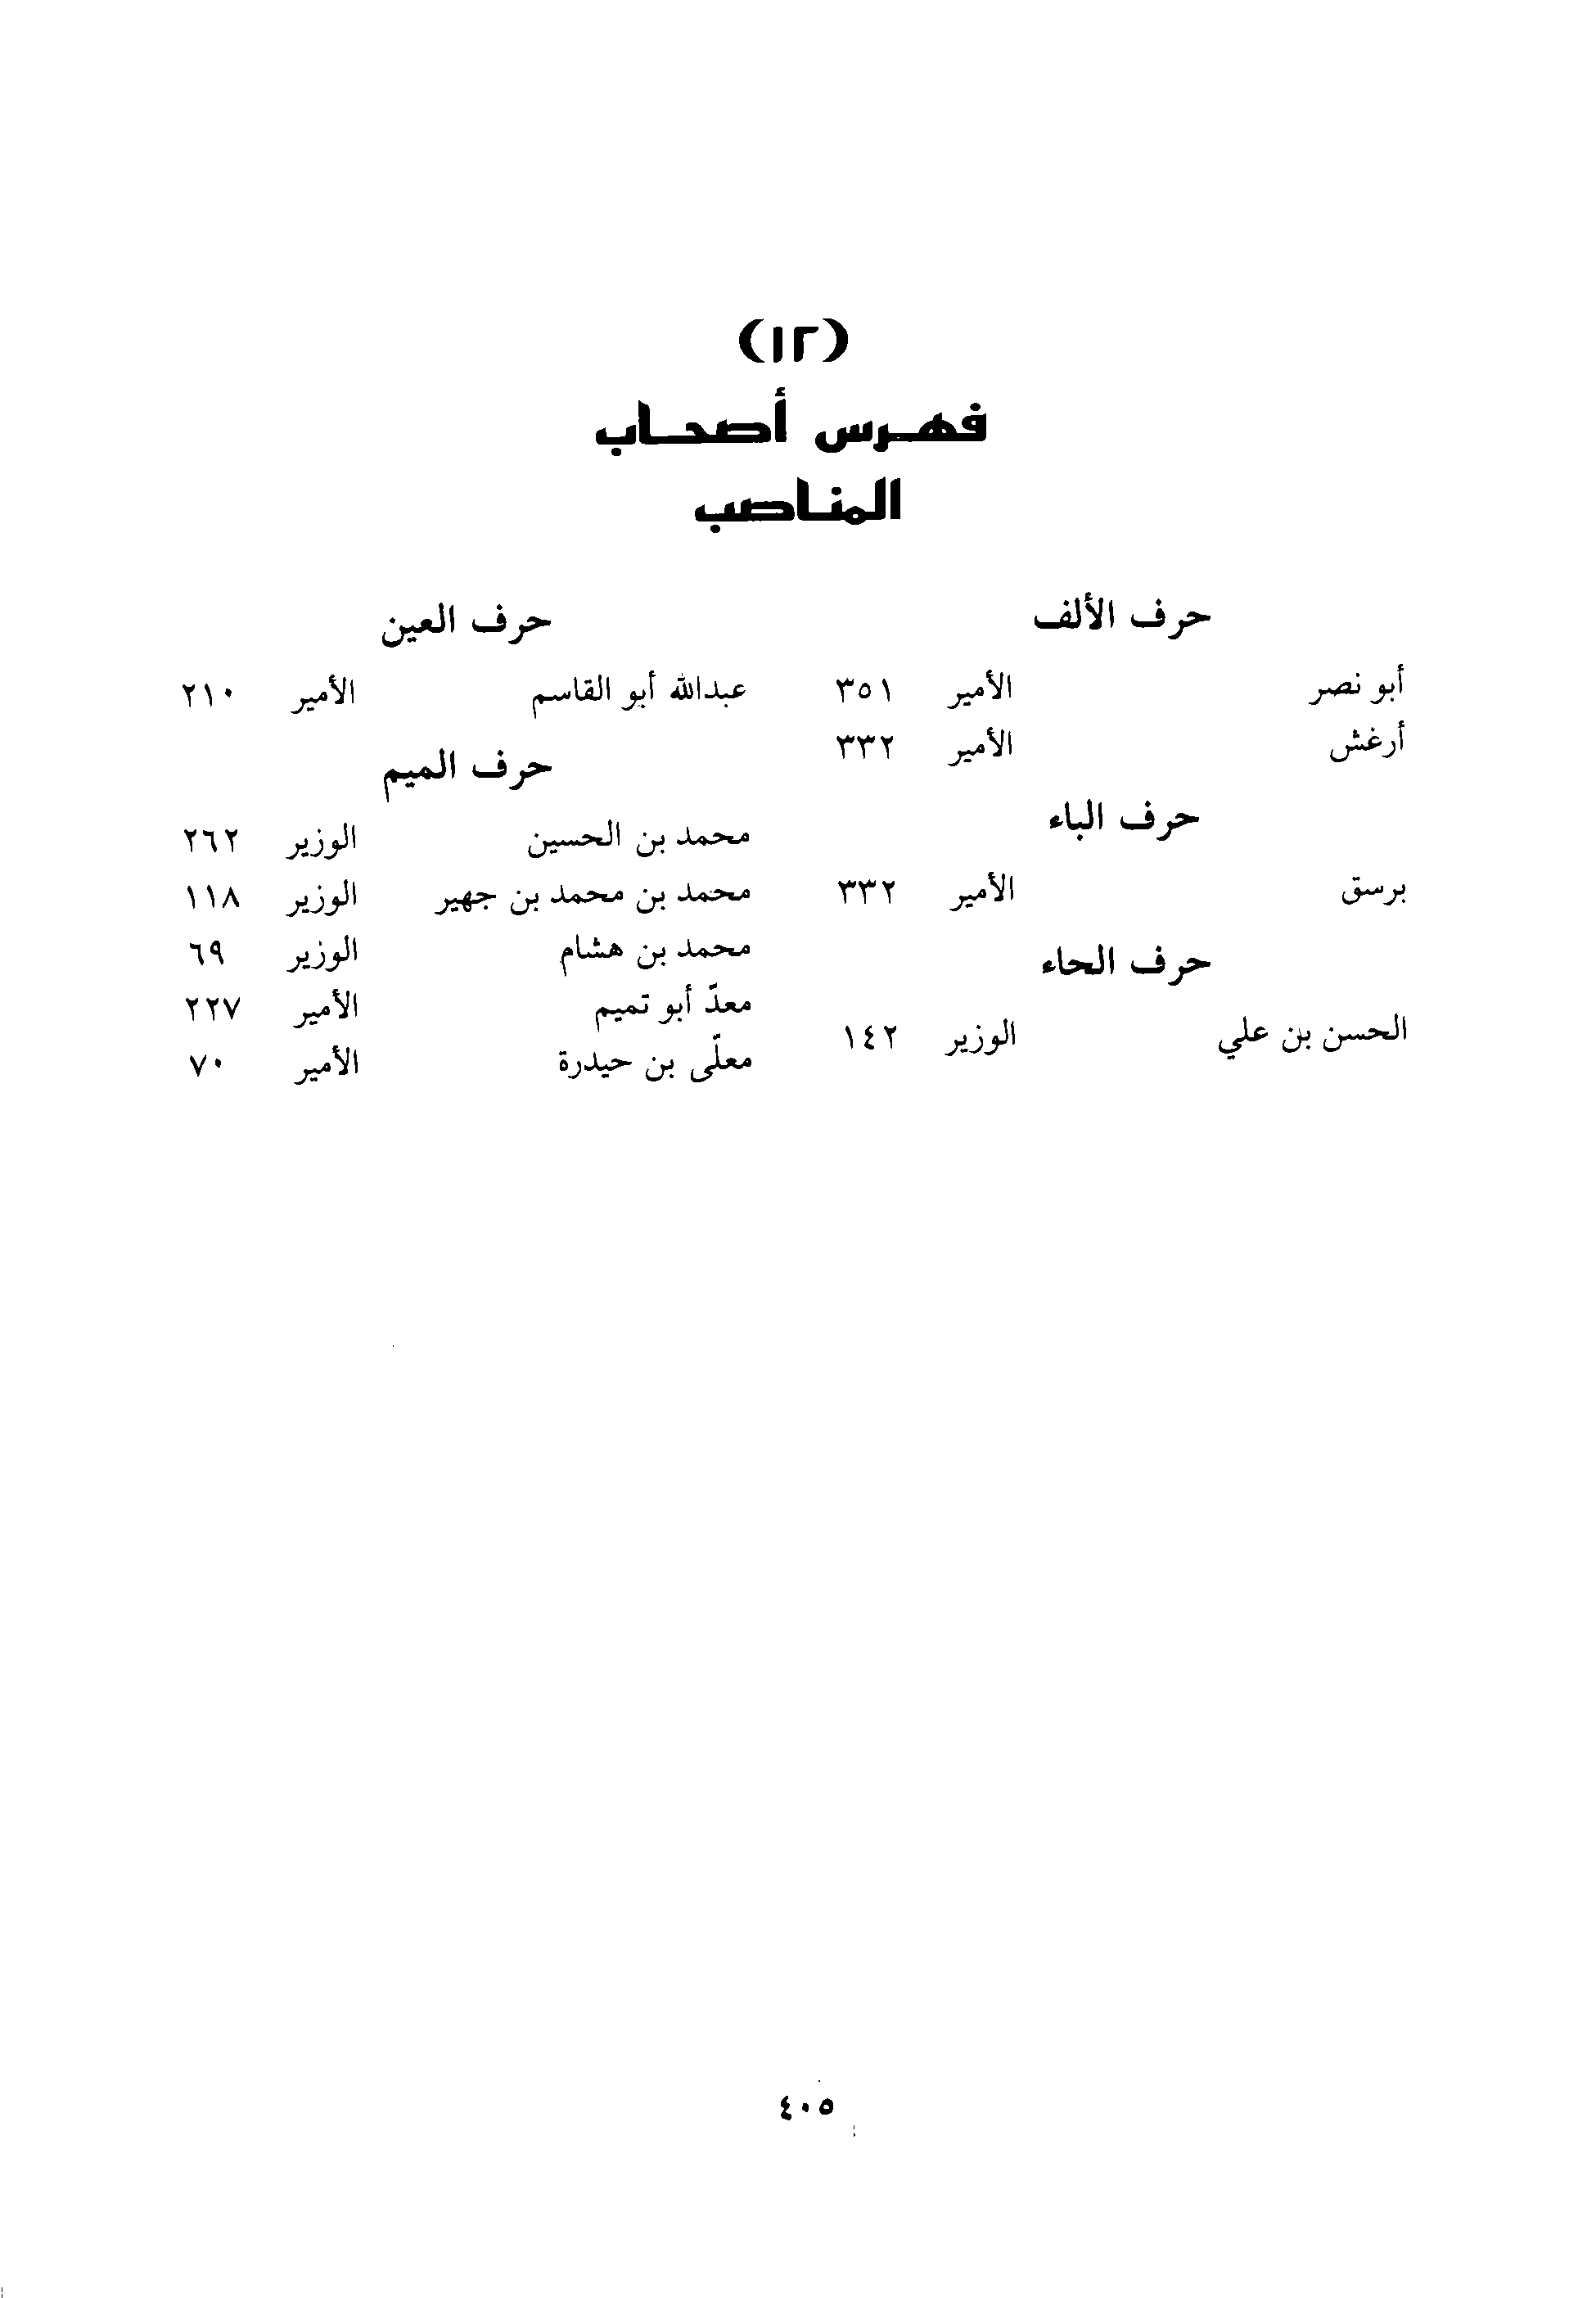 (١٢)
فهرس أصحاب
المناصب
حرف الألف
أبو نصر الأمير ٣٥١
أرغش الأمير ٣٣٢
حرف الباء
برسق الأمير ٣٣٢
حرف الحاء
الحسن بن علي الوزير ١٤٢
حرف العين
عبدالله أبو القاسم الأمير ٢١٠
حرف الميم
محمد بن الحسين الوزير ٢٦٢
محمد بن محمد بن جهير الوزير ١١٨
محمد بن هشام الوزير ٦٩
معدّ أبو تميم الأمير ٢٢٧
معلّى بن حيدرة الأمير ٧٠
٤٠٥